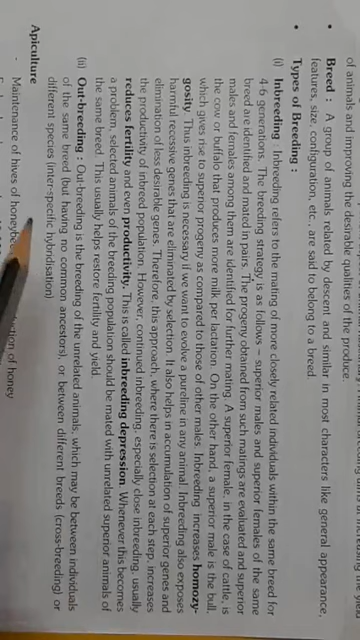 of animals and improving the desirable qualities of the produce.
• Breed : A group of animals related by descent and similar in most characters like general appearance,
features, size, configuration, etc., are said to belong to a breed.
• Types of Breeding :
(i) Inbreeding : Inbreeding refers to the mating of more closely related individuals within the same breed for
4-6 generations. The breeding strategy is as follows – superior males and superior females of the same
breed are identified and mated in pairs. The progeny obtained from such matings are evaluated and superior
males and females among them are identified for further mating. A superior female, in the case of cattle, is
the cow or buffalo that produces more milk per lactation. On the other hand, a superior male is the bull,
which gives rise to superior progeny as compared to those of other males. Inbreeding increases homozy-
gosity. Thus inbreeding is necessary if we want to evolve a pureline in any animal. Inbreeding also exposes
harmful recessive genes that are eliminated by selection. It also helps in accumulation of superior genes and
elimination of less desirable genes. Therefore, this approach, where there is selection at each step, increases
the productivity of inbred population. However, continued inbreeding, especially close inbreeding, usually
reduces fertility and even productivity. This is called inbreeding depression. Whenever this becomes
a problem, selected animals of the breeding population should be mated with unrelated superior animals of
the same breed. This usually helps restore fertility and yield.
(ii) Out-breeding : Out-breeding is the breeding of the unrelated animals, which may be between individuals
of the same breed (but having no common ancestors), or between different breeds (cross-breeding) or
different species (inter-specific hybridisation)
Apiculture
- Maintenance of hives of of honey